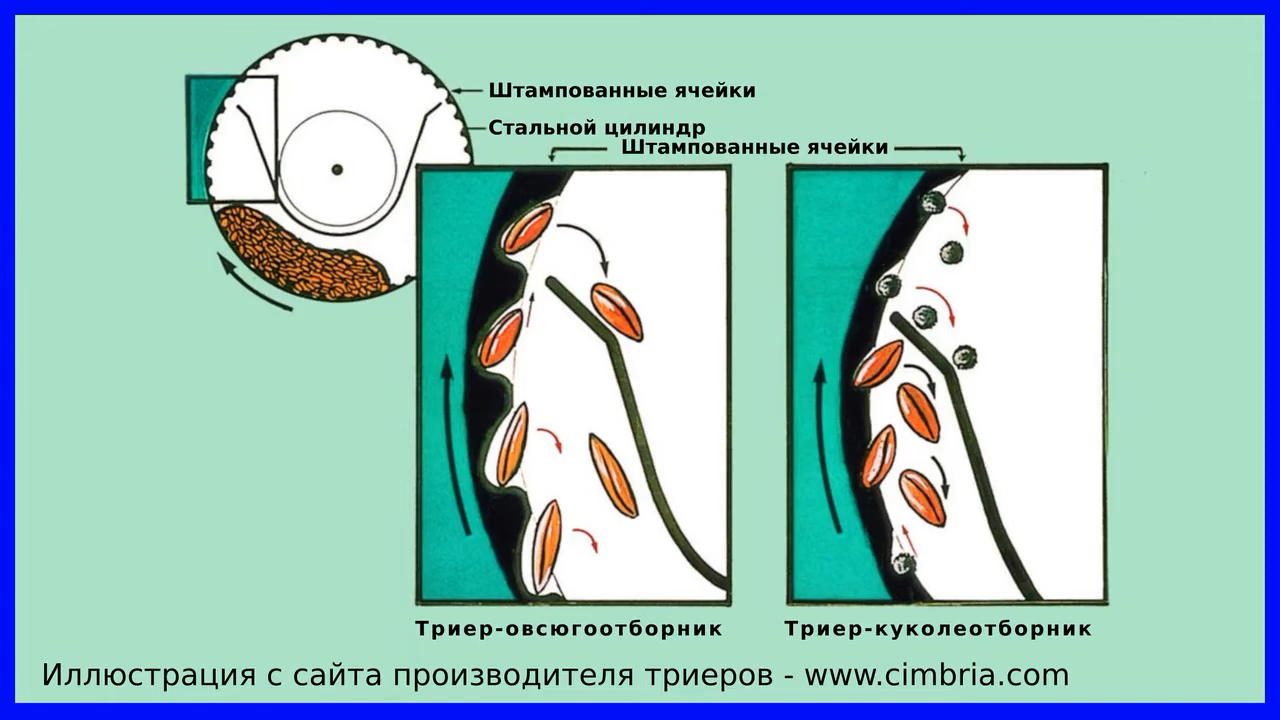 Штампованные ячейки
Стальной цилиндр
Штампованные ячейки
Триер-овсюгоотборник
Триер-куколеотборник
Иллюстрация с сайта производителя триеров - www.cimbria.com